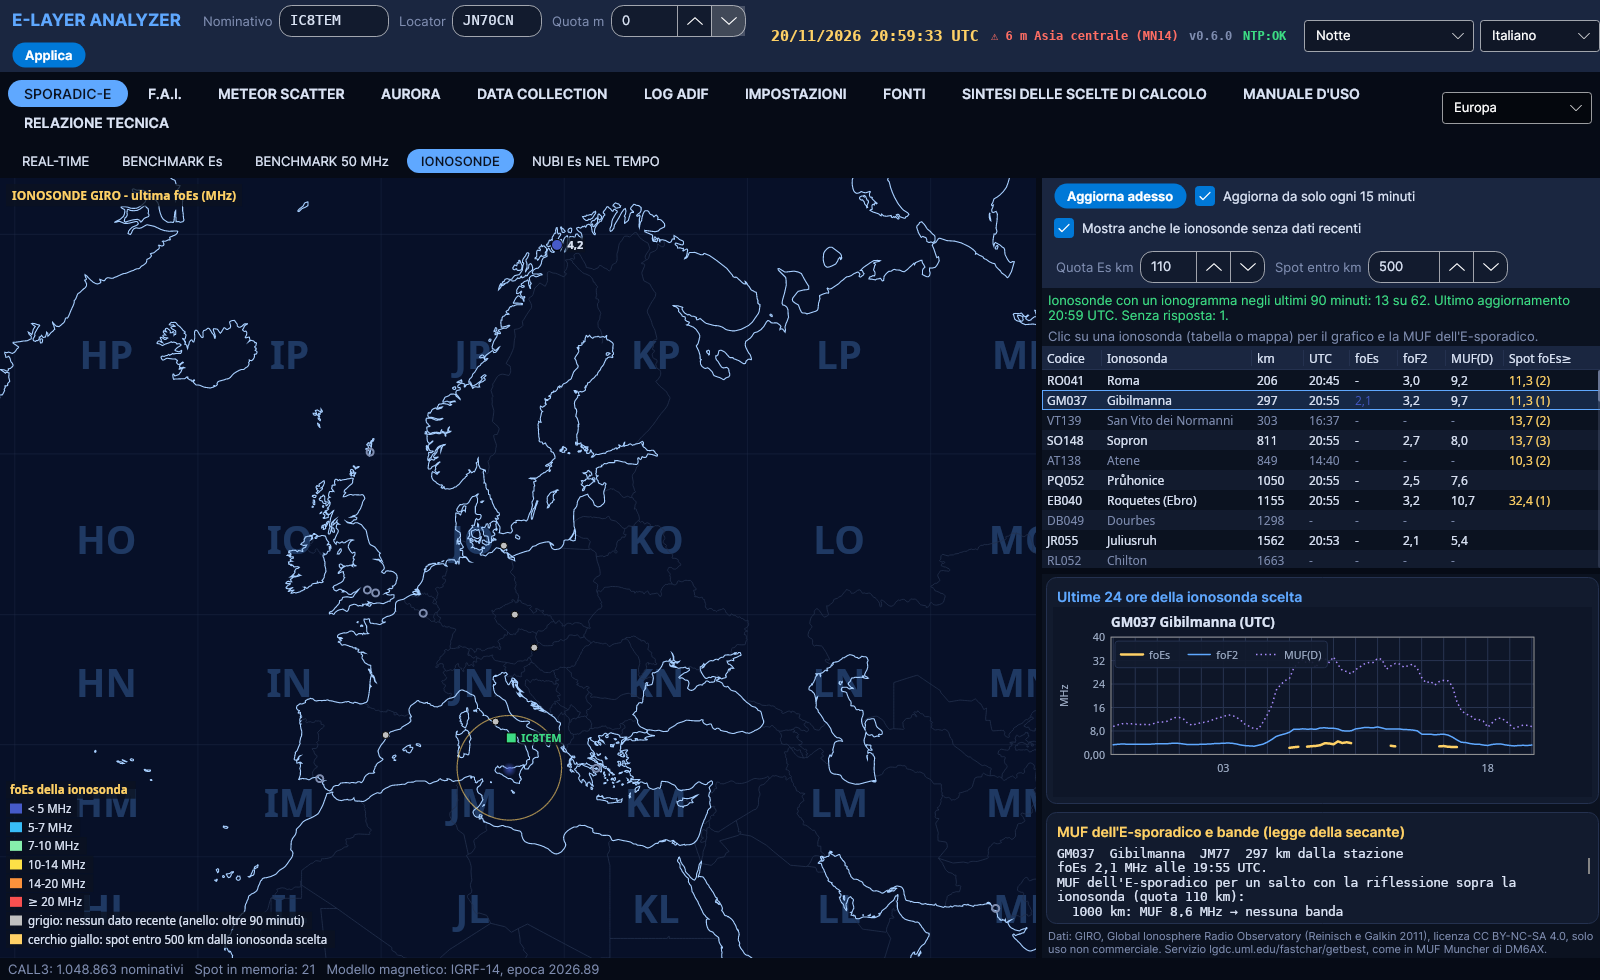 E-LAYER ANALYZER Nominativo IC8TEM Locator JN70CN Quota m 0
20/11/2026 20:59:33 UTC ⚠ 6 m Asia centrale (MN14) v0.6.0 NTP:OK Notte Italiano
Applica
SPORADIC-E F.A.I. METEOR SCATTER AURORA DATA COLLECTION LOG ADIF IMPOSTAZIONI FONTI SINTESI DELLE SCELTE DI CALCOLO MANUALE D'USO
RELAZIONE TECNICA
Europa
REAL-TIME BENCHMARK Es BENCHMARK 50 MHz IONOSONDE NUBI Es NEL TEMPO
IONOSONDE GIRO - ultima foEs (MHz)
4,2
HP IP JP KP LP
HO IO KO LO MO
HN IN JN KN LN
IC8TEM
HM IM JM KM LM
IL JL KL
foEs della ionosonda
< 5 MHz
5-7 MHz
7-10 MHz
10-14 MHz
14-20 MHz
≥ 20 MHz
grigio: nessun dato recente (anello: oltre 90 minuti)
cerchio giallo: spot entro 500 km dalla ionosonda scelta
Aggiorna adesso Aggiorna da solo ogni 15 minuti
Mostra anche le ionosonde senza dati recenti
Quota Es km 110 Spot entro km 500
Ionosonde con un ionogramma negli ultimi 90 minuti: 13 su 62. Ultimo aggiornamento
20:59 UTC. Senza risposta: 1.
Clic su una ionosonda (tabella o mappa) per il grafico e la MUF dell'E-sporadico.
Codice Ionosonda km UTC foEs foF2 MUF(D) Spot foEs≥
RO041 Roma 206 20:45 - 3,0 9,2 11,3 (2)
GM037 Gibilmanna 297 20:55 2,1 3,2 9,7 11,3 (1)
VT139 San Vito dei Normanni 303 16:37 - - - 13,7 (2)
SO148 Sopron 811 20:55 - 2,7 8,0 13,7 (3)
AT138 Atene 849 14:40 - - - 10,3 (2)
PQ052 Průhonice 1050 20:55 - 2,5 7,6
EB040 Roquetes (Ebro) 1155 20:55 - 3,2 10,7 32,4 (1)
DB049 Dourbes 1298 - - - -
JR055 Juliusruh 1562 20:53 - 2,1 5,4
RL052 Chilton 1663 - - - -
Ultime 24 ore della ionosonda scelta
GM037 Gibilmanna (UTC)
foEs foF2 MUF(D)
MHz
40
32
24
16
8,0
0,00
03 18
MUF dell'E-sporadico e bande (legge della secante)
GM037 Gibilmanna JM77 297 km dalla stazione
foEs 2,1 MHz alle 19:55 UTC.
MUF dell'E-sporadico per un salto con la riflessione sopra la
ionosonda (quota 110 km):
1000 km: MUF 8,6 MHz → nessuna banda
Dati: GIRO, Global Ionosphere Radio Observatory (Reinisch e Galkin 2011), licenza CC BY-NC-SA 4.0, solo
uso non commerciale. Servizio lgdc.uml.edu/fastchar/getbest, come in MUF Muncher di DM6AX.
CALL3: 1.048.863 nominativi Spot in memoria: 21 Modello magnetico: IGRF-14, epoca 2026.89